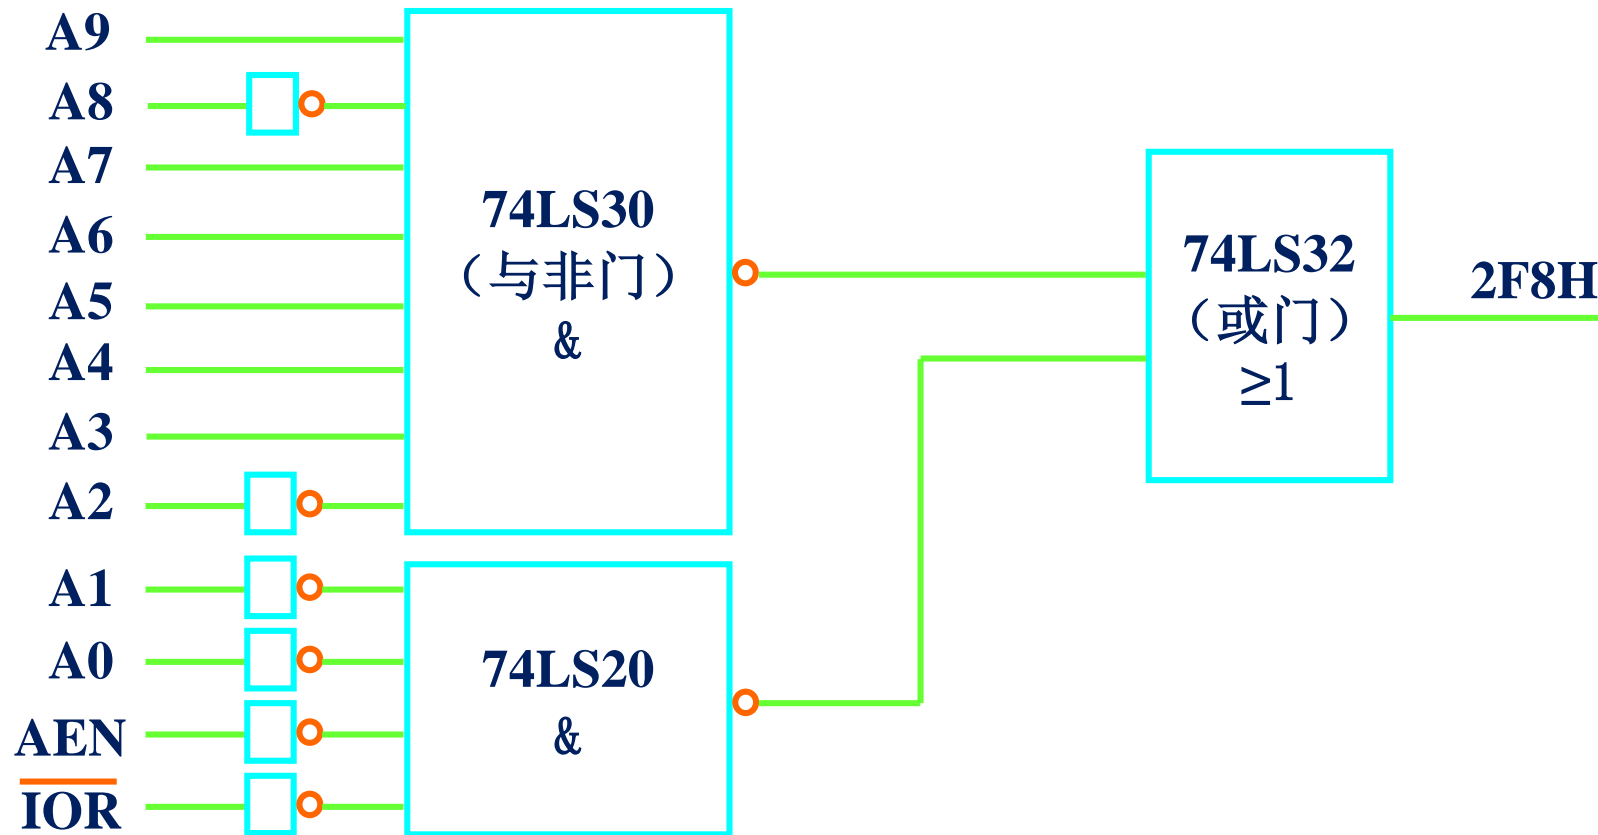 A9
A8
A7
A6
A5
A4
A3
A2
A1
A0
AEN
IOR
74LS30
（与非门）
&
74LS20
&
74LS32
（或门）
≥1
2F8H